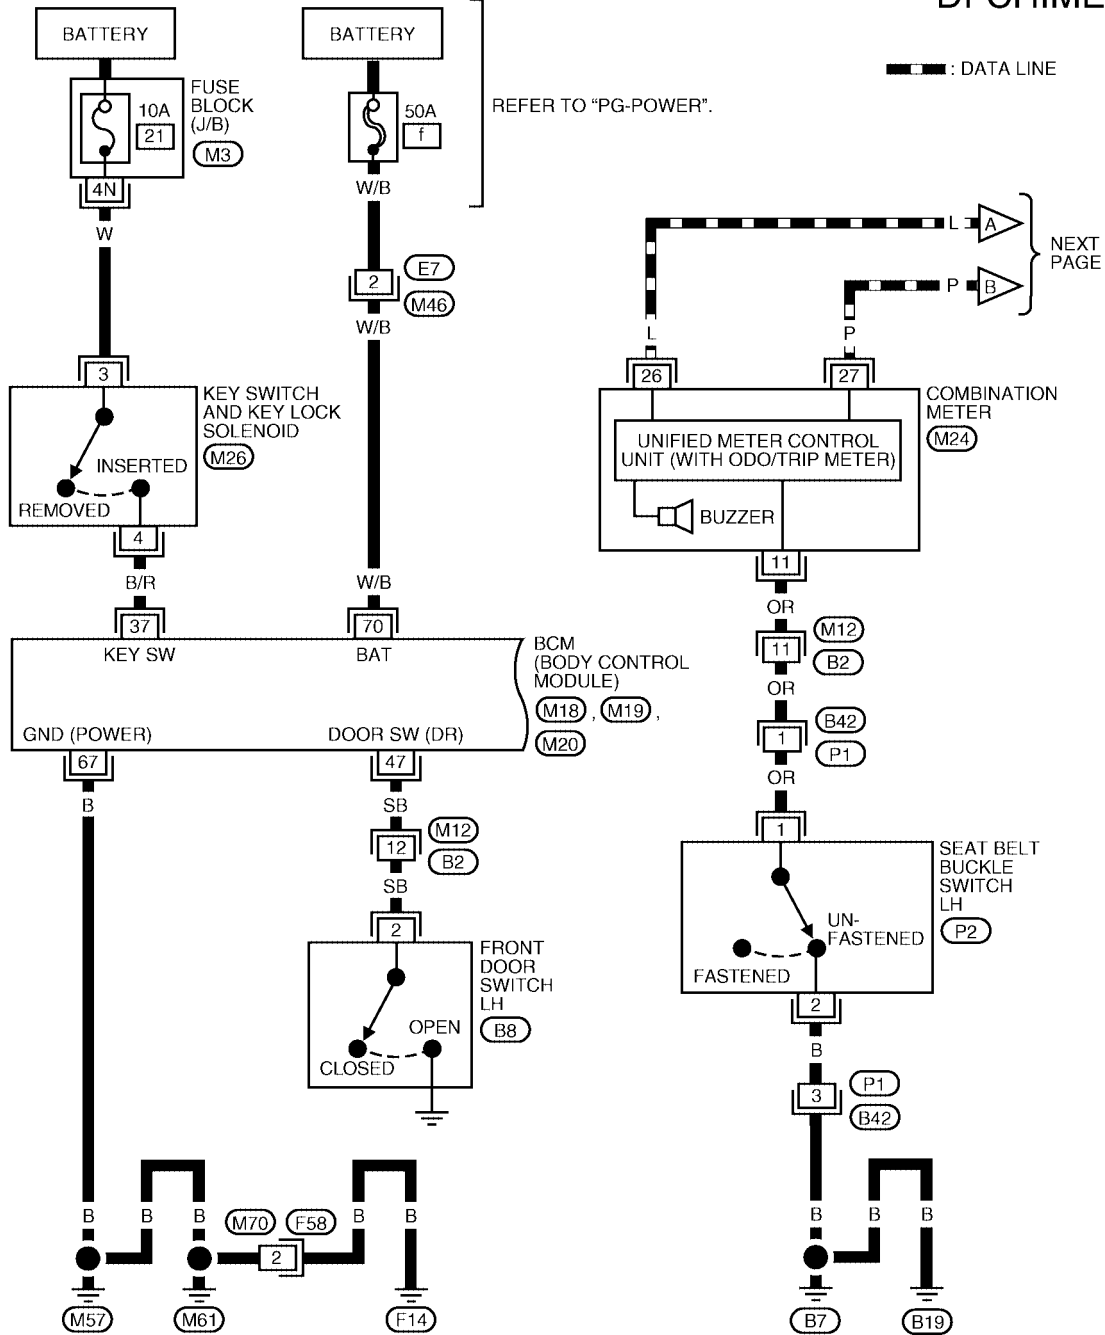 BATTERY
BATTERY
: DATA LINE
FUSE
BLOCK
(J/B)
M3
10A
21
50A
f
REFER TO “PG-POWER”.
4N
W
W/B
2
E7
M46
W/B
L
A
P
B
NEXT
PAGE
L
P
3
KEY SWITCH
AND KEY LOCK
SOLENOID
M26
INSERTED
REMOVED
4
B/R
W/B
26
27
COMBINATION
METER
M24
UNIFIED METER CONTROL
UNIT (WITH ODO/TRIP METER)
BUZZER
11
OR
M12
11
B2
OR
B42
1
P1
OR
37
70
KEY SW
BAT
BCM
(BODY CONTROL
MODULE)
M18 , M19 ,
M20
GND (POWER)
DOOR SW (DR)
67
47
B
SB
M12
12
B2
SB
2
FRONT
DOOR
SWITCH
LH
B8
OPEN
CLOSED
1
SEAT BELT
BUCKLE
SWITCH
LH
P2
UN-
FASTENED
FASTENED
2
B
P1
3
B42
B
B
B
M70
F58
2
B
B
B
B
B
M57
M61
F14
B7
B19